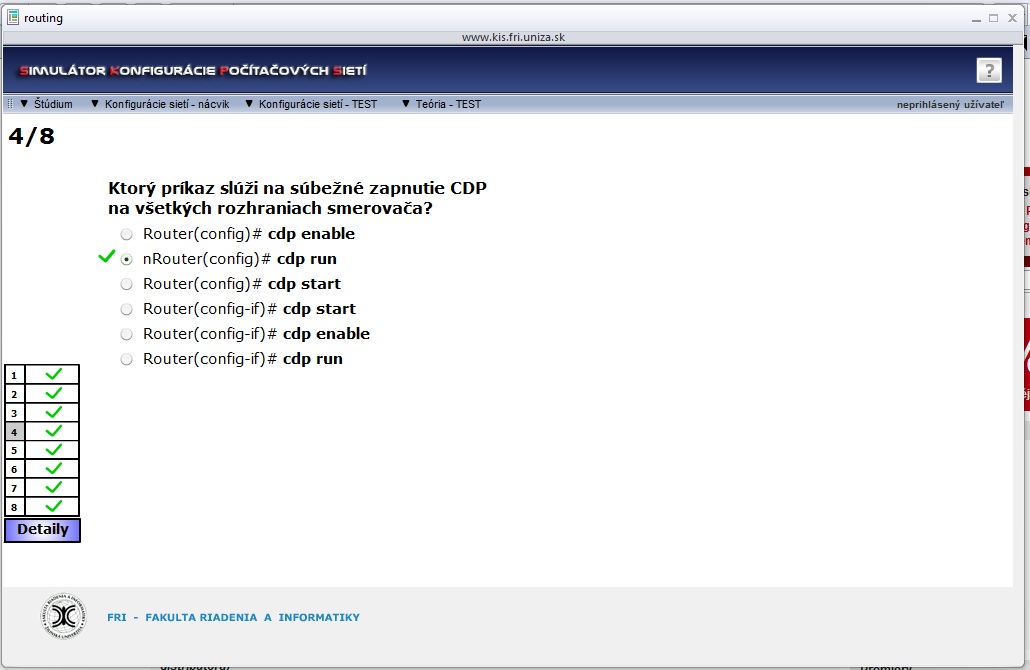 routing
www.kis.fri.uniza.sk
SIMULÁTOR KONFIGURÁCIE POČÍTAČOVÝCH SIETÍ
?
▼ Štúdium ▼ Konfigurácie sietí - nácvik ▼ Konfigurácie sietí - TEST ▼ Teória - TEST neprihlásený užívateľ
4/8
Ktorý príkaz slúži na súbežné zapnutie CDP
na všetkých rozhraniach smerovača?
Router(config)# cdp enable
nRouter(config)# cdp run
Router(config)# cdp start
Router(config-if)# cdp start
Router(config-if)# cdp enable
Router(config-if)# cdp run
1
2
3
4
5
6
7
8
Detaily
FRI - FAKULTA RIADENIA A INFORMATIKY